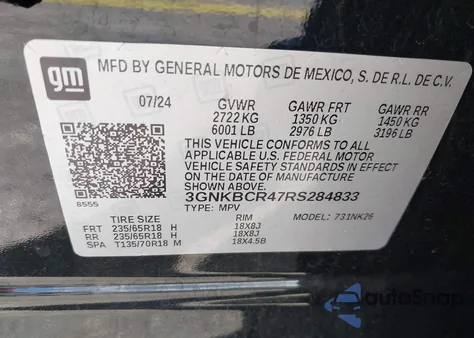 gm
MFD BY GENERAL MOTORS DE MEXICO, S. DE R.L. DE C.V.
07/24 GVWR GAWR FRT GAWR RR
2722 KG 1350 KG 1450 KG
6001 LB 2976 LB 3196 LB
THIS VEHICLE CONFORMS TO ALL
APPLICABLE U.S. FEDERAL MOTOR
VEHICLE SAFETY STANDARDS IN EFFECT
ON THE DATE OF MANUFACTURE
SHOWN ABOVE.
3GNKBCR47RS284833
8555 TYPE: MPV MODEL: 731NK26
TIRE SIZE RIM
FRT 235/65R18 H 18X8J
RR 235/65R18 H 18X8J
SPA T135/70R18 M 18X4.5B
autoSnap